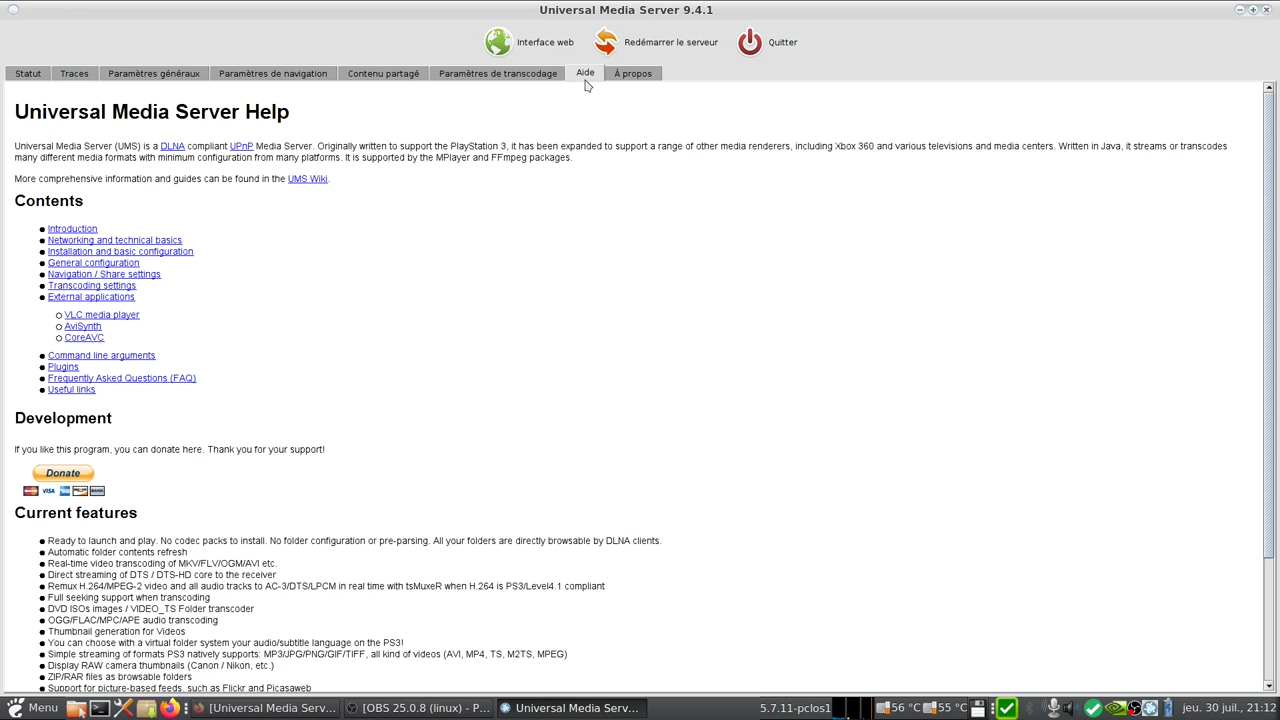 Universal Media Server 9.4.1
Interface web Redémarrer le serveur Quitter
Statut Traces Paramètres généraux Paramètres de navigation Contenu partagé Paramètres de transcodage Aide À propos
Universal Media Server Help
Universal Media Server (UMS) is a DLNA compliant UPnP Media Server. Originally written to support the PlayStation 3, it has been expanded to support a range of other media renderers, including Xbox 360 and various televisions and media centers. Written in Java, it streams or transcodes
many different media formats with minimum configuration from many platforms. It is supported by the MPlayer and FFmpeg packages.
More comprehensive information and guides can be found in the UMS Wiki.
Contents
Introduction
Networking and technical basics
Installation and basic configuration
General configuration
Navigation / Share settings
Transcoding settings
External applications
VLC media player
AviSynth
CoreAVC
Command line arguments
Plugins
Frequently Asked Questions (FAQ)
Useful links
Development
If you like this program, you can donate here. Thank you for your support!
Donate
VISA
Current features
Ready to launch and play. No codec packs to install. No folder configuration or pre-parsing. All your folders are directly browsable by DLNA clients.
Automatic folder contents refresh
Real-time video transcoding of MKV/FLV/OGM/AVI etc.
Direct streaming of DTS / DTS-HD core to the receiver
Remux H.264/MPEG-2 video and all audio tracks to AC-3/DTS/LPCM in real time with tsMuxeR when H.264 is PS3/Level4.1 compliant
Full seeking support when transcoding
DVD ISOs images / VIDEO_TS Folder transcoder
OGG/FLAC/MPC/APE audio transcoding
Thumbnail generation for Videos
You can choose with a virtual folder system your audio/subtitle language on the PS3!
Simple streaming of formats PS3 natively supports: MP3/JPG/PNG/GIF/TIFF, all kind of videos (AVI, MP4, TS, M2TS, MPEG)
Display RAW camera thumbnails (Canon / Nikon, etc.)
ZIP/RAR files as browsable folders
Support for picture-based feeds, such as Flickr and Picasaweb
Menu [Universal Media Serv... [OBS 25.0.8 (linux) - P... Universal Media Serv... 5.7.11-pclos1 56 °C 55 °C jeu. 30 juil., 21:12